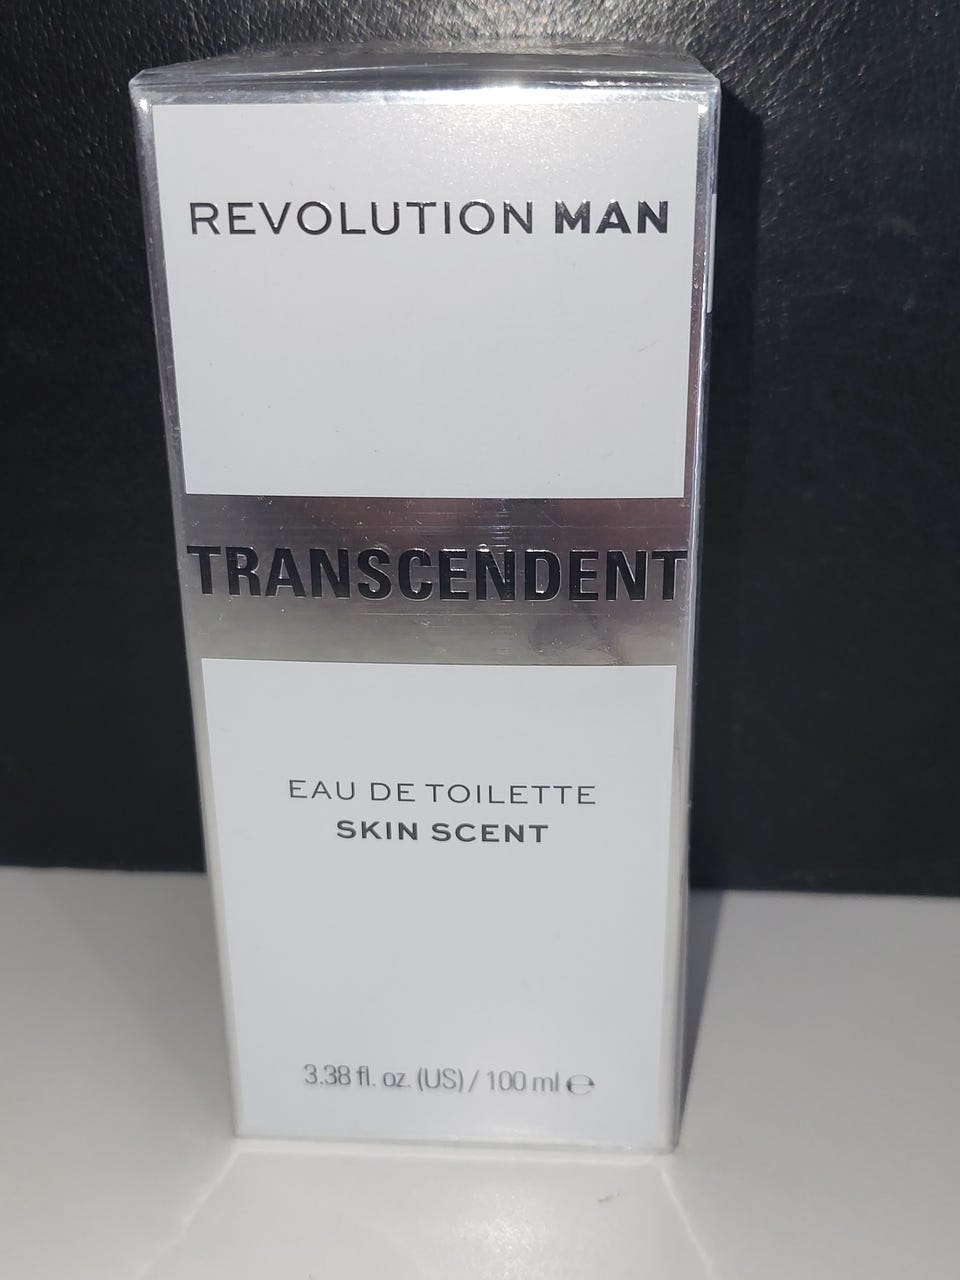 REVOLUTION MAN
TRANSCENDENT
EAU DE TOILETTE
SKIN SCENT
3.38 fl. oz. (US) / 100 ml ℮